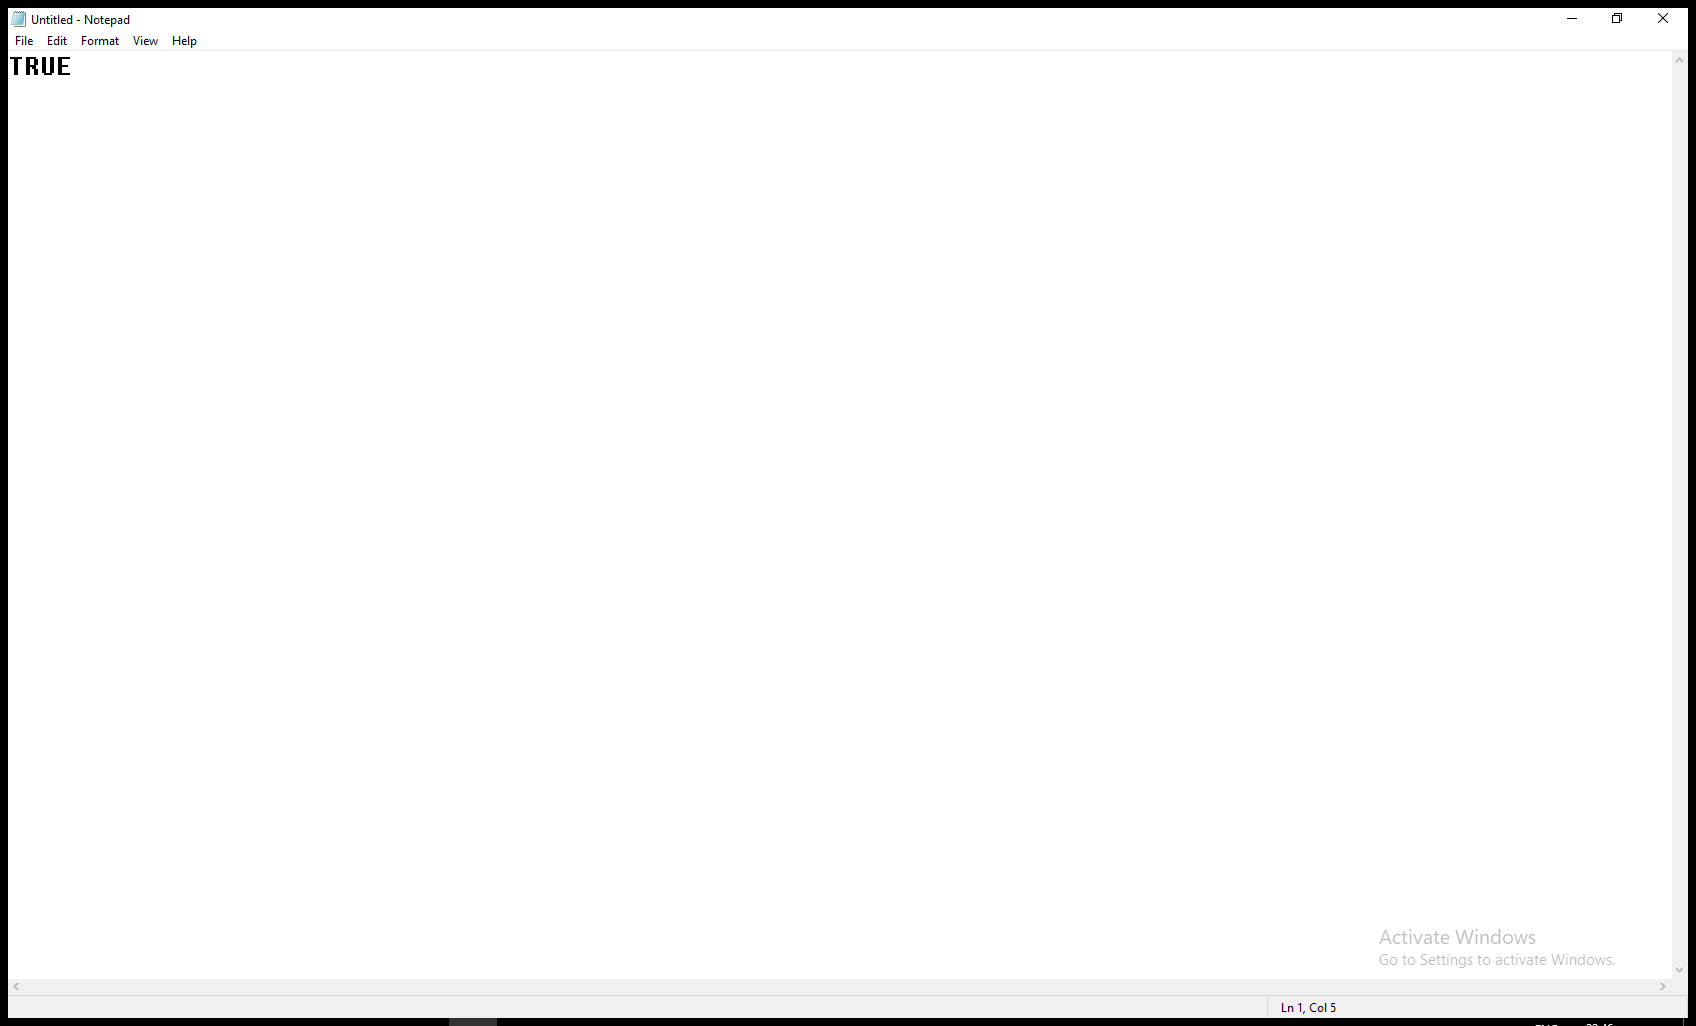 Untitled - Notepad
File Edit Format View Help
TRUE
Activate Windows
Go to Settings to activate Windows.
Ln 1, Col 5